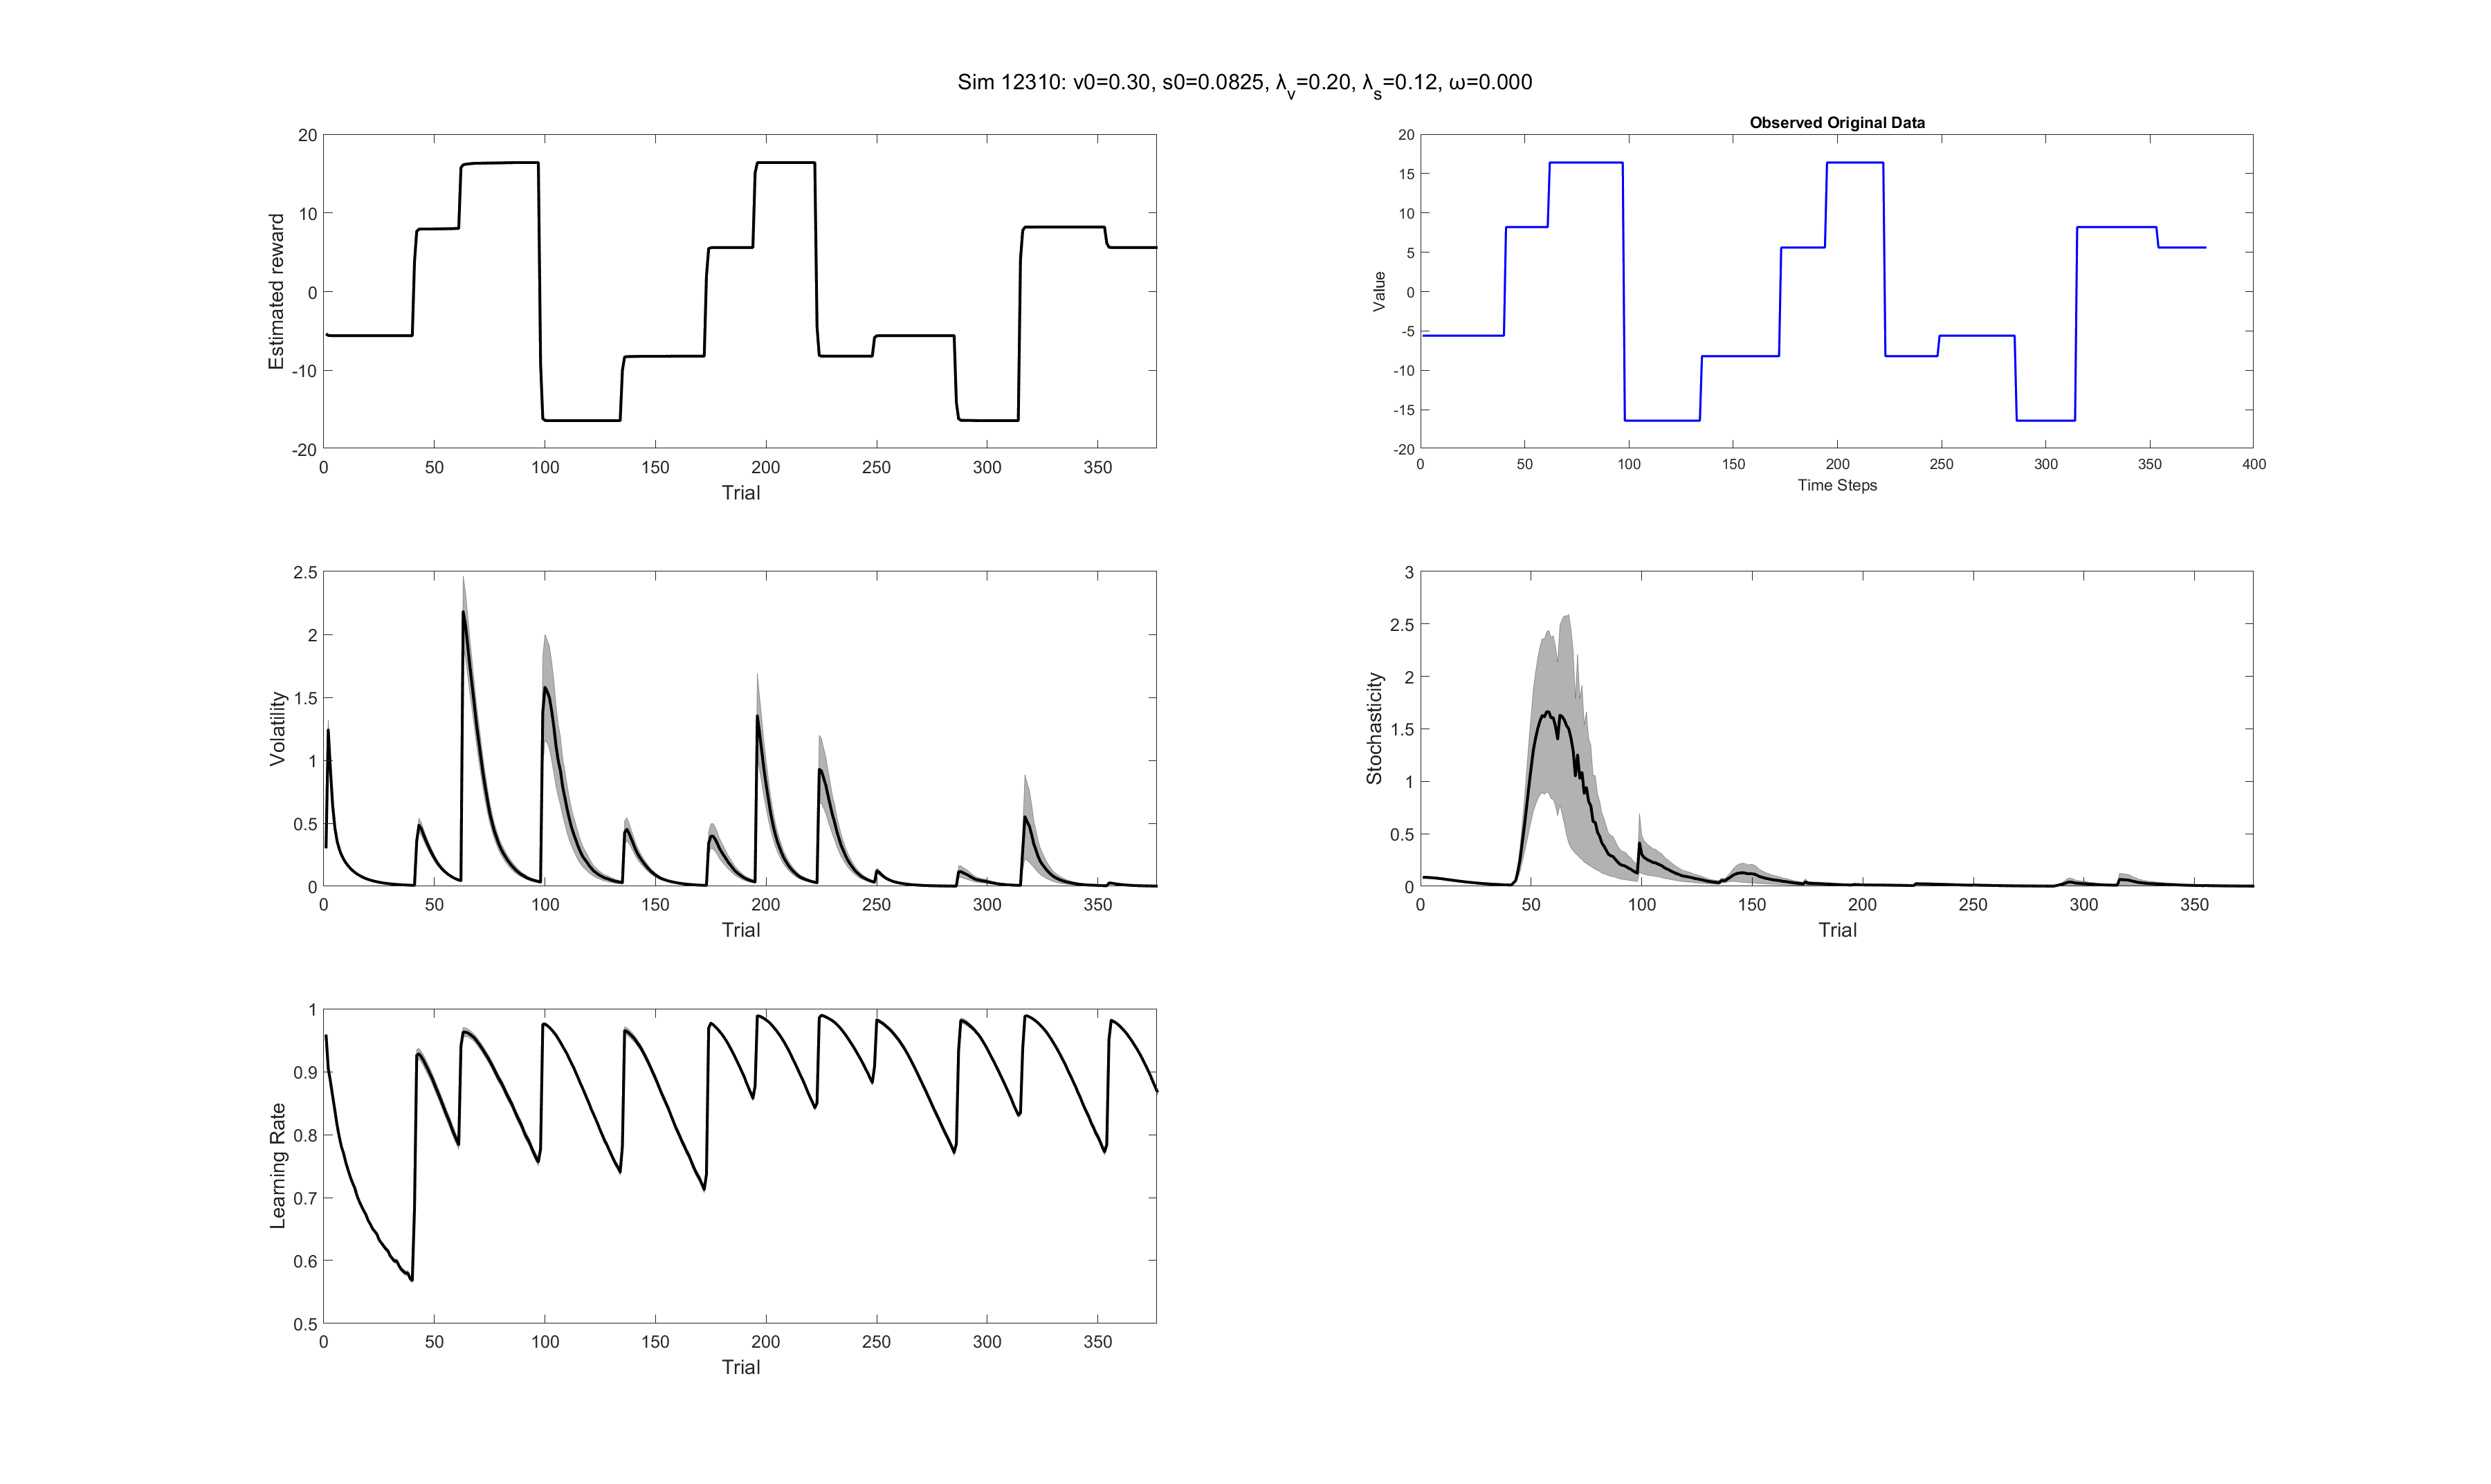 Sim 12310: v0=0.30, s0=0.0825, λv=0.20, λs=0.12, ω=0.000
Estimated reward
20
10
0
-10
-20
0 50 100 150 200 250 300 350
Trial
Observed Original Data
Value
20
15
10
5
0
-5
-10
-15
-20
0 50 100 150 200 250 300 350 400
Time Steps
Volatility
2.5
2
1.5
1
0.5
0
0 50 100 150 200 250 300 350
Trial
Stochasticity
3
2.5
2
1.5
1
0.5
0
0 50 100 150 200 250 300 350
Trial
Learning Rate
1
0.9
0.8
0.7
0.6
0.5
0 50 100 150 200 250 300 350
Trial